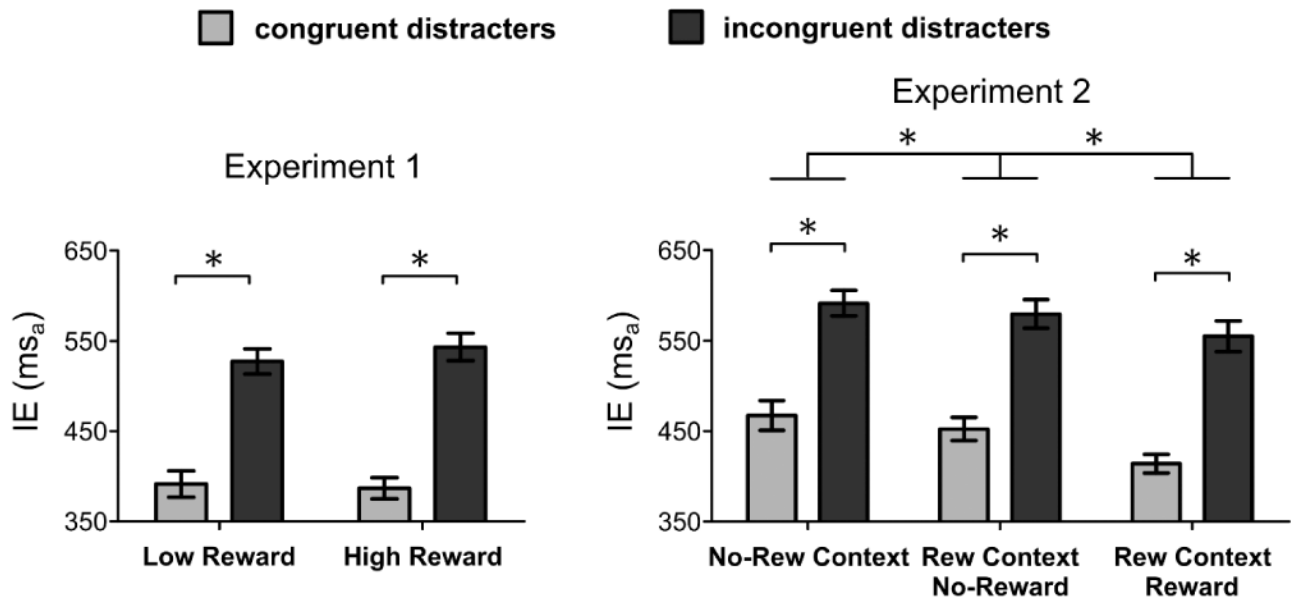 congruent distracters
incongruent distracters
Experiment 1
Experiment 2
*
*
650
550
450
350
IE (ms_a)
*
*
Low Reward
High Reward
650
550
450
350
IE (ms_a)
*
*
*
No-Rew Context
Rew Context
No-Reward
Rew Context
Reward